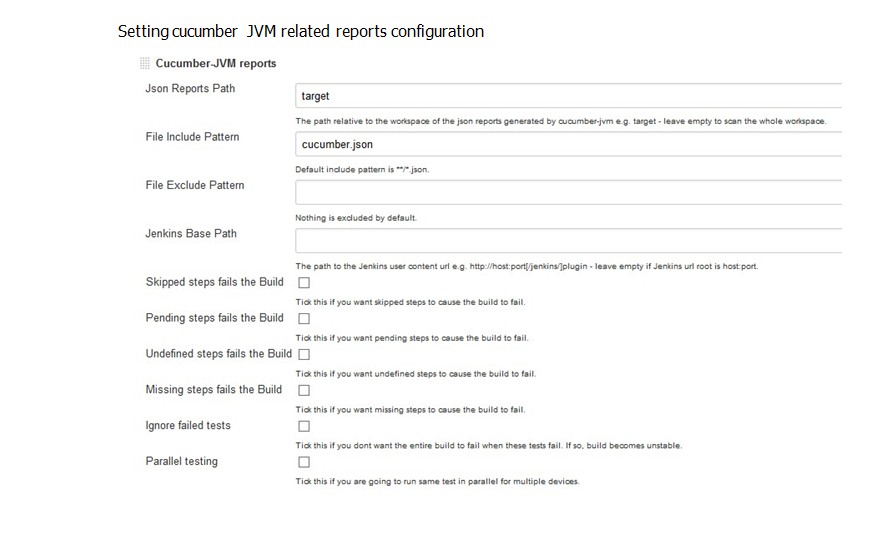 Setting cucumber JVM related reports configuration
Cucumber-JVM reports
Json Reports Path
target
The path relative to the workspace of the json reports generated by cucumber-jvm e.g. target - leave empty to scan the whole workspace.
File Include Pattern
cucumber.json
Default include pattern is **/*.json.
File Exclude Pattern
Nothing is excluded by default.
Jenkins Base Path
The path to the Jenkins user content url e.g. http://host:port[/jenkins/]plugin - leave empty if Jenkins url root is host:port.
Skipped steps fails the Build
Tick this if you want skipped steps to cause the build to fail.
Pending steps fails the Build
Tick this if you want pending steps to cause the build to fail.
Undefined steps fails the Build
Tick this if you want undefined steps to cause the build to fail.
Missing steps fails the Build
Tick this if you want missing steps to cause the build to fail.
Ignore failed tests
Tick this if you dont want the entire build to fail when these tests fail. If so, build becomes unstable.
Parallel testing
Tick this if you are going to run same test in parallel for multiple devices.